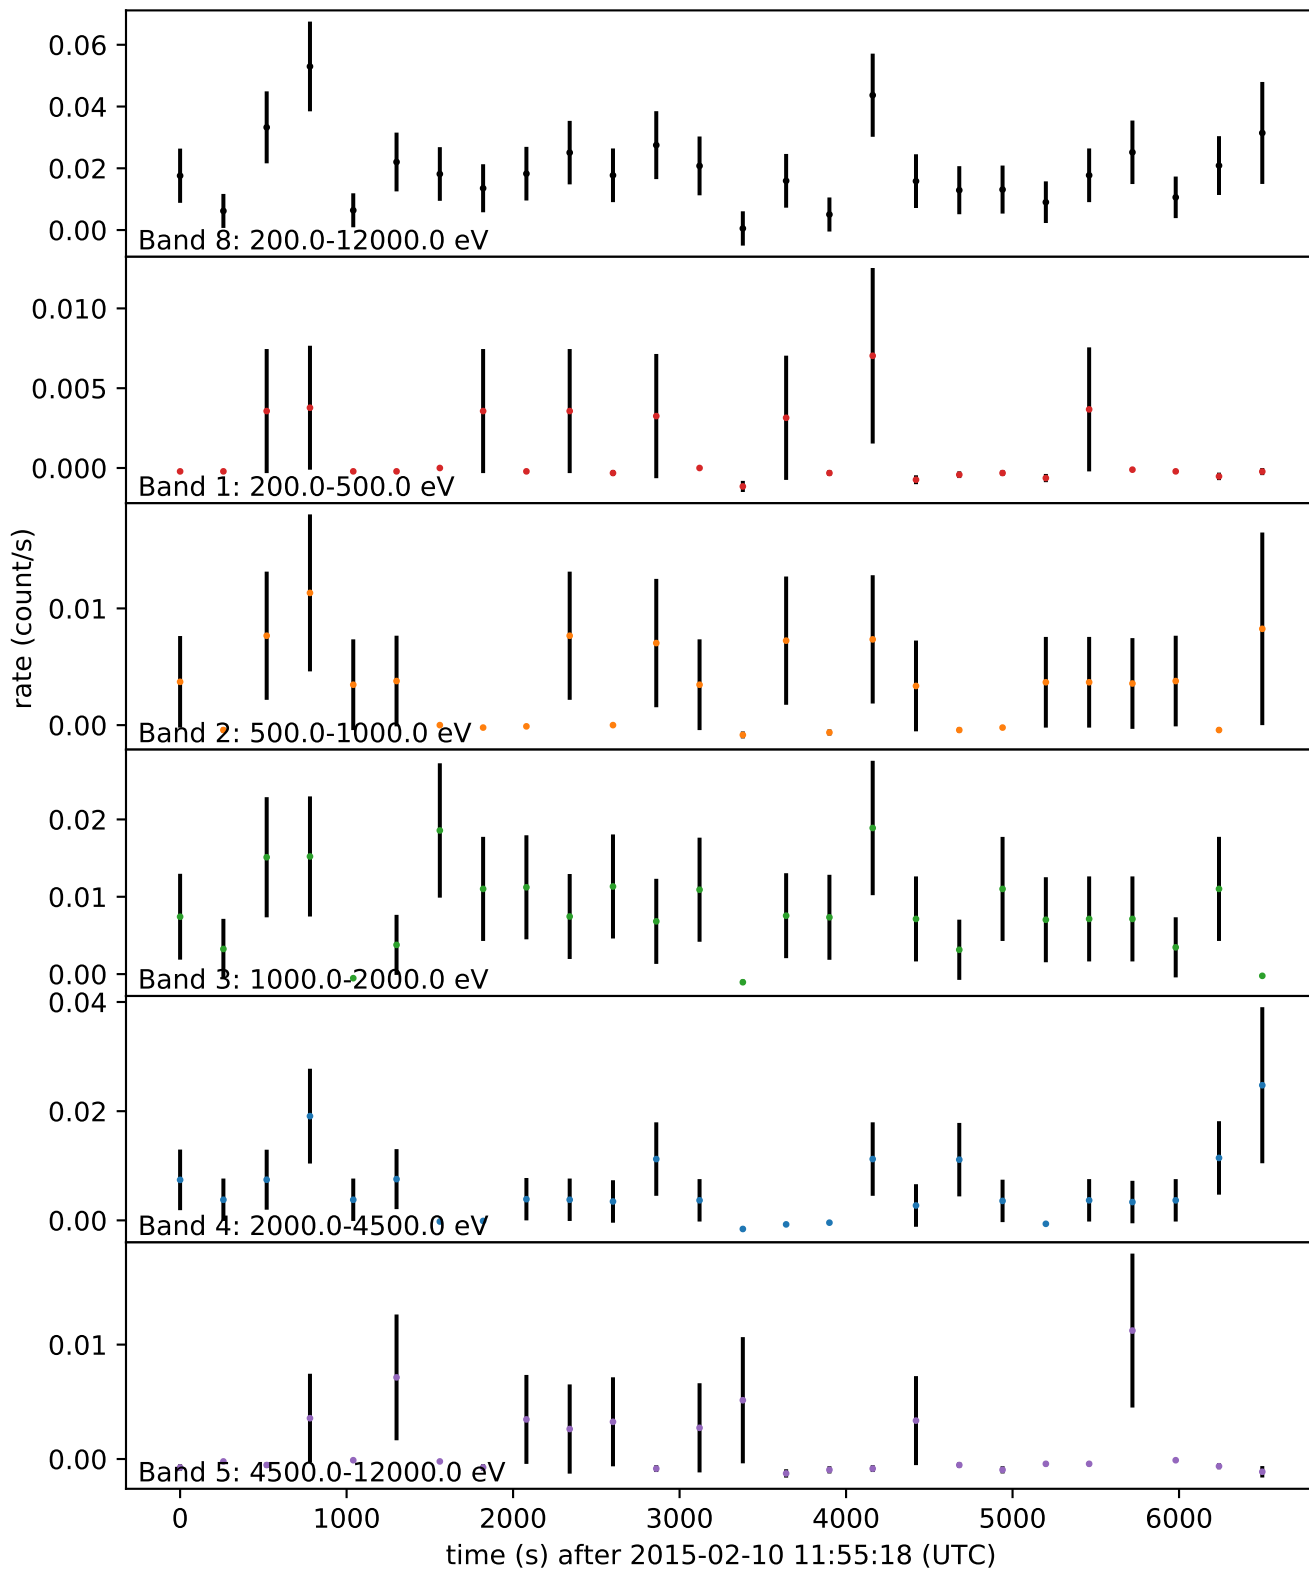 0.06
0.04
0.02
0.00
Band 8: 200.0-12000.0 eV
0.010
0.005
0.000
Band 1: 200.0-500.0 eV
rate (count/s)
0.01
0.00
Band 2: 500.0-1000.0 eV
0.02
0.01
0.00
Band 3: 1000.0-2000.0 eV
0.04
0.02
0.00
Band 4: 2000.0-4500.0 eV
0.01
0.00
Band 5: 4500.0-12000.0 eV
0 1000 2000 3000 4000 5000 6000
time (s) after 2015-02-10 11:55:18 (UTC)